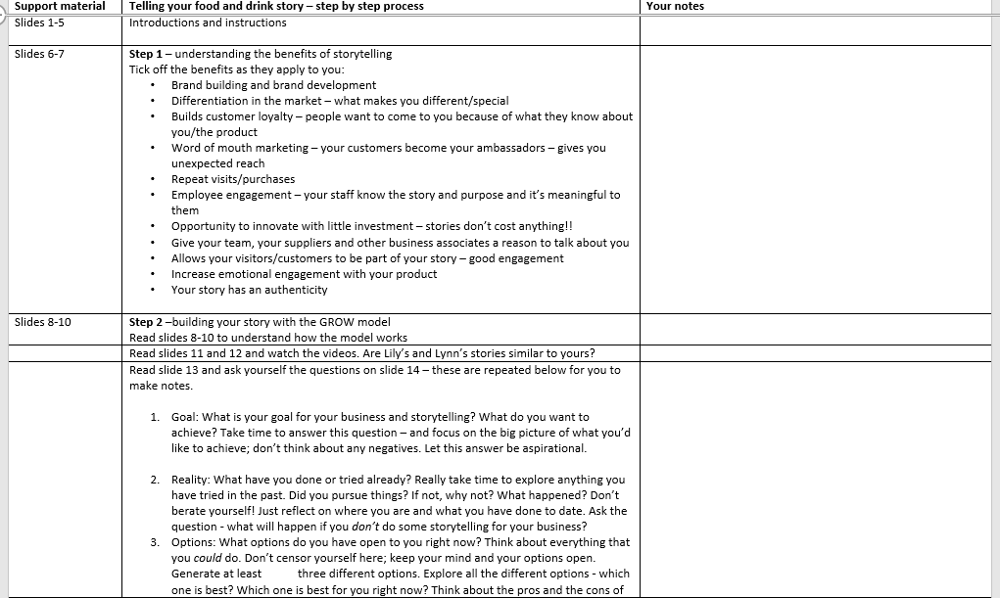 Support material Telling your food and drink story – step by step process Your notes
Slides 1-5 Introductions and instructions
Slides 6-7 Step 1 – understanding the benefits of storytelling
Tick off the benefits as they apply to you:
• Brand building and brand development
• Differentiation in the market – what makes you different/special
• Builds customer loyalty – people want to come to you because of what they know about
you/the product
• Word of mouth marketing – your customers become your ambassadors – gives you
unexpected reach
• Repeat visits/purchases
• Employee engagement – your staff know the story and purpose and it’s meaningful to
them
• Opportunity to innovate with little investment – stories don’t cost anything!!
• Give your team, your suppliers and other business associates a reason to talk about you
• Allows your visitors/customers to be part of your story – good engagement
• Increase emotional engagement with your product
• Your story has an authenticity
Slides 8-10 Step 2 –building your story with the GROW model
Read slides 8-10 to understand how the model works
Read slides 11 and 12 and watch the videos. Are Lily’s and Lynn’s stories similar to yours?
Read slide 13 and ask yourself the questions on slide 14 – these are repeated below for you to
make notes.
1. Goal: What is your goal for your business and storytelling? What do you want to
achieve? Take time to answer this question – and focus on the big picture of what you’d
like to achieve; don’t think about any negatives. Let this answer be aspirational.
2. Reality: What have you done or tried already? Really take time to explore anything you
have tried in the past. Did you pursue things? If not, why not? What happened? Don’t
berate yourself! Just reflect on where you are and what you have done to date. Ask the
question - what will happen if you don’t do some storytelling for your business?
3. Options: What options do you have open to you right now? Think about everything that
you could do. Don’t censor yourself here; keep your mind and your options open.
Generate at least three different options. Explore all the different options - which
one is best? Which one is best for you right now? Think about the pros and the cons of